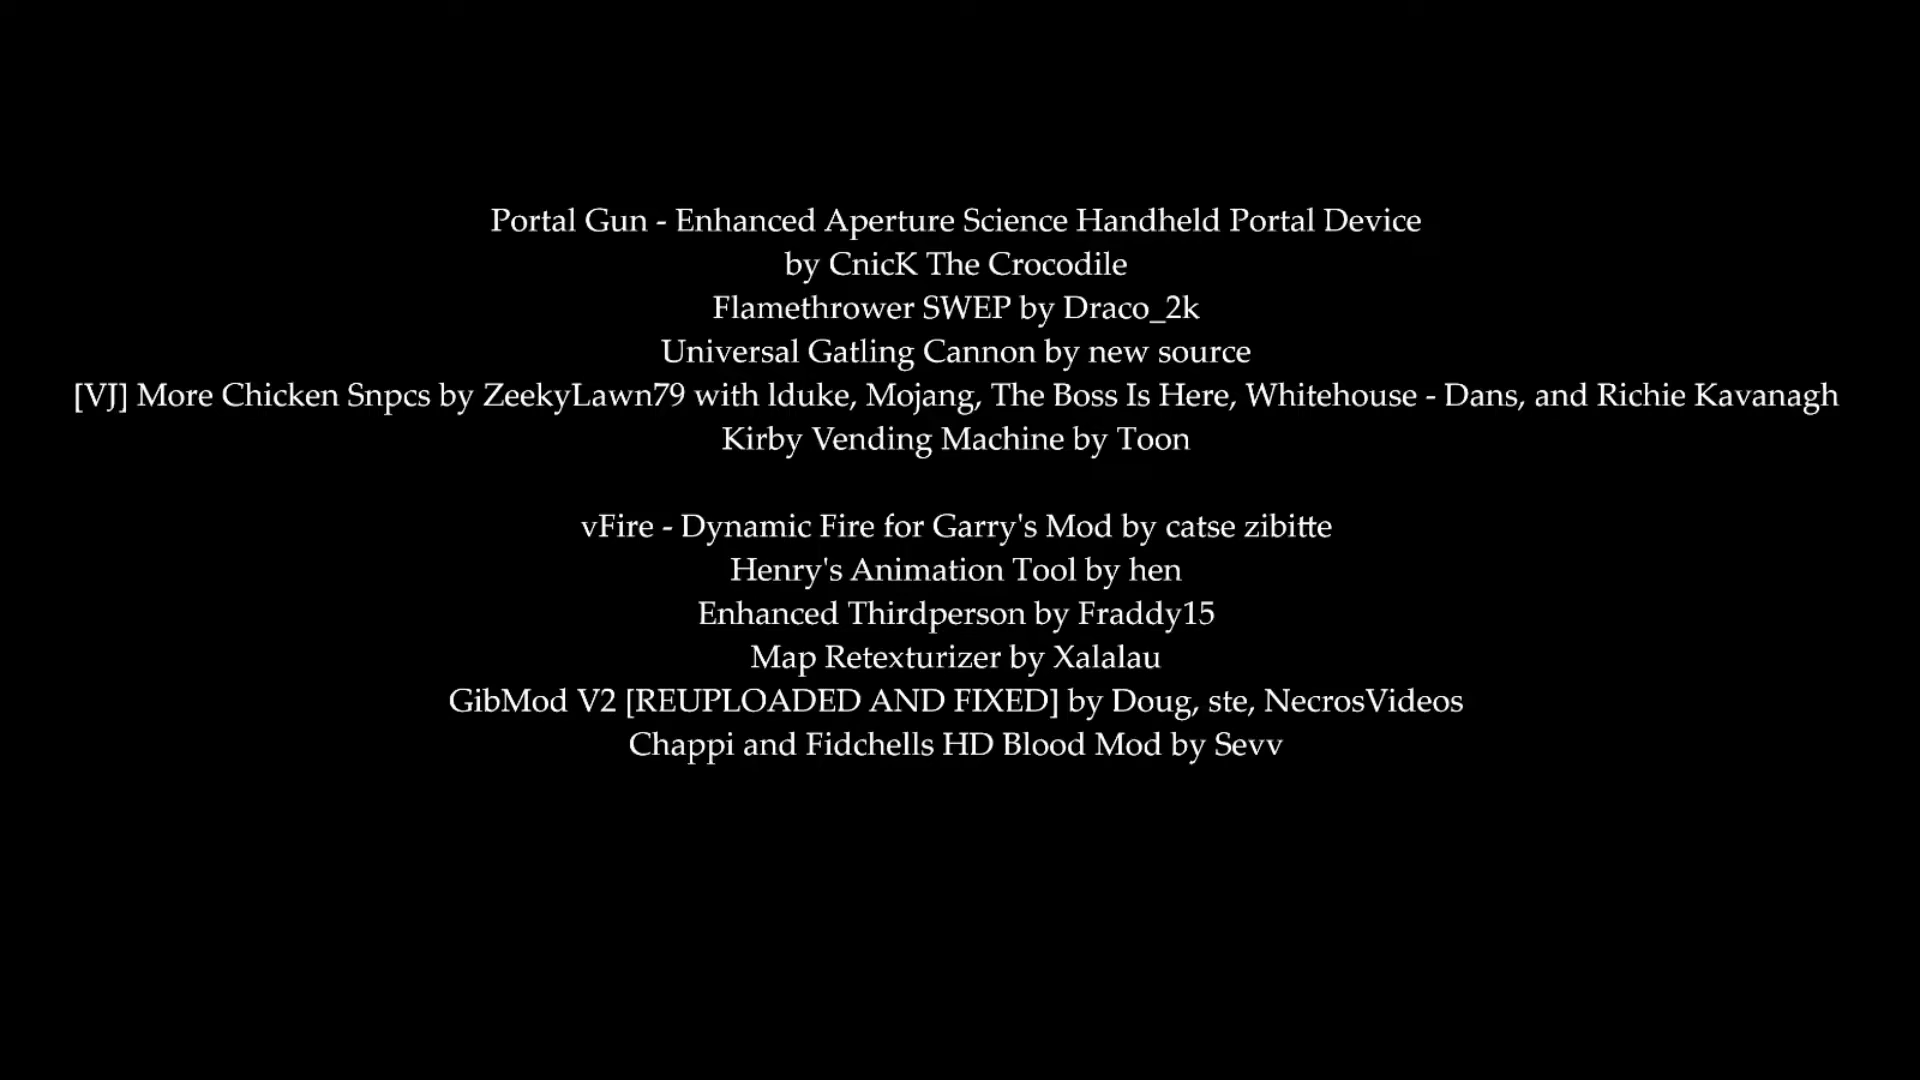 Portal Gun - Enhanced Aperture Science Handheld Portal Device
by CnicK The Crocodile
Flamethrower SWEP by Draco_2k
Universal Gatling Cannon by new source
[VJ] More Chicken Snpcs by ZeekyLawn79 with lduke, Mojang, The Boss Is Here, Whitehouse - Dans, and Richie Kavanagh
Kirby Vending Machine by Toon
vFire - Dynamic Fire for Garry's Mod by catse zibitte
Henry's Animation Tool by hen
Enhanced Thirdperson by Fraddy15
Map Retexturizer by Xalalau
GibMod V2 [REUPLOADED AND FIXED] by Doug, ste, NecrosVideos
Chappi and Fidchells HD Blood Mod by Sevv